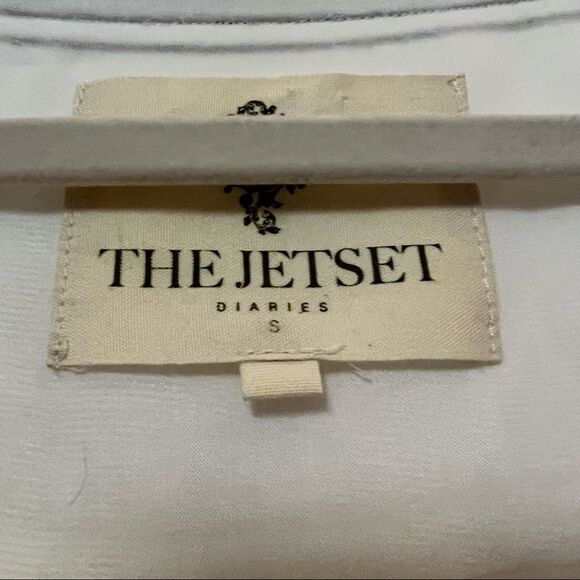 THE JETSET
DIARIES
S